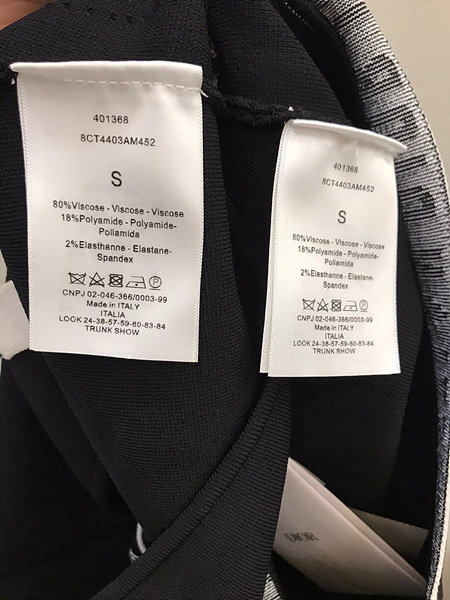 401368
8CT4403AM452
S
80%Viscose - Viscose - Viscose
18%Polyamide - Polyamide-
Poliamida
2%Elasthanne - Elastane-
Spandex
CNPJ 02-046-366/0003-99
Made in ITALY
ITALIA
LOOK 24-38-57-59-60-83-84
TRUNK SHOW
401368
8CT4403AM452
S
80%Viscose - Viscose - Viscose
18%Polyamide - Polyamide-
Poliamida
2%Elasthanne - Elastane-
Spandex
CNPJ 02-046-366/0003-99
Made in ITALY
ITALIA
LOOK 24-38-57-59-60-83-84
TRUNK SHOW
DIOR